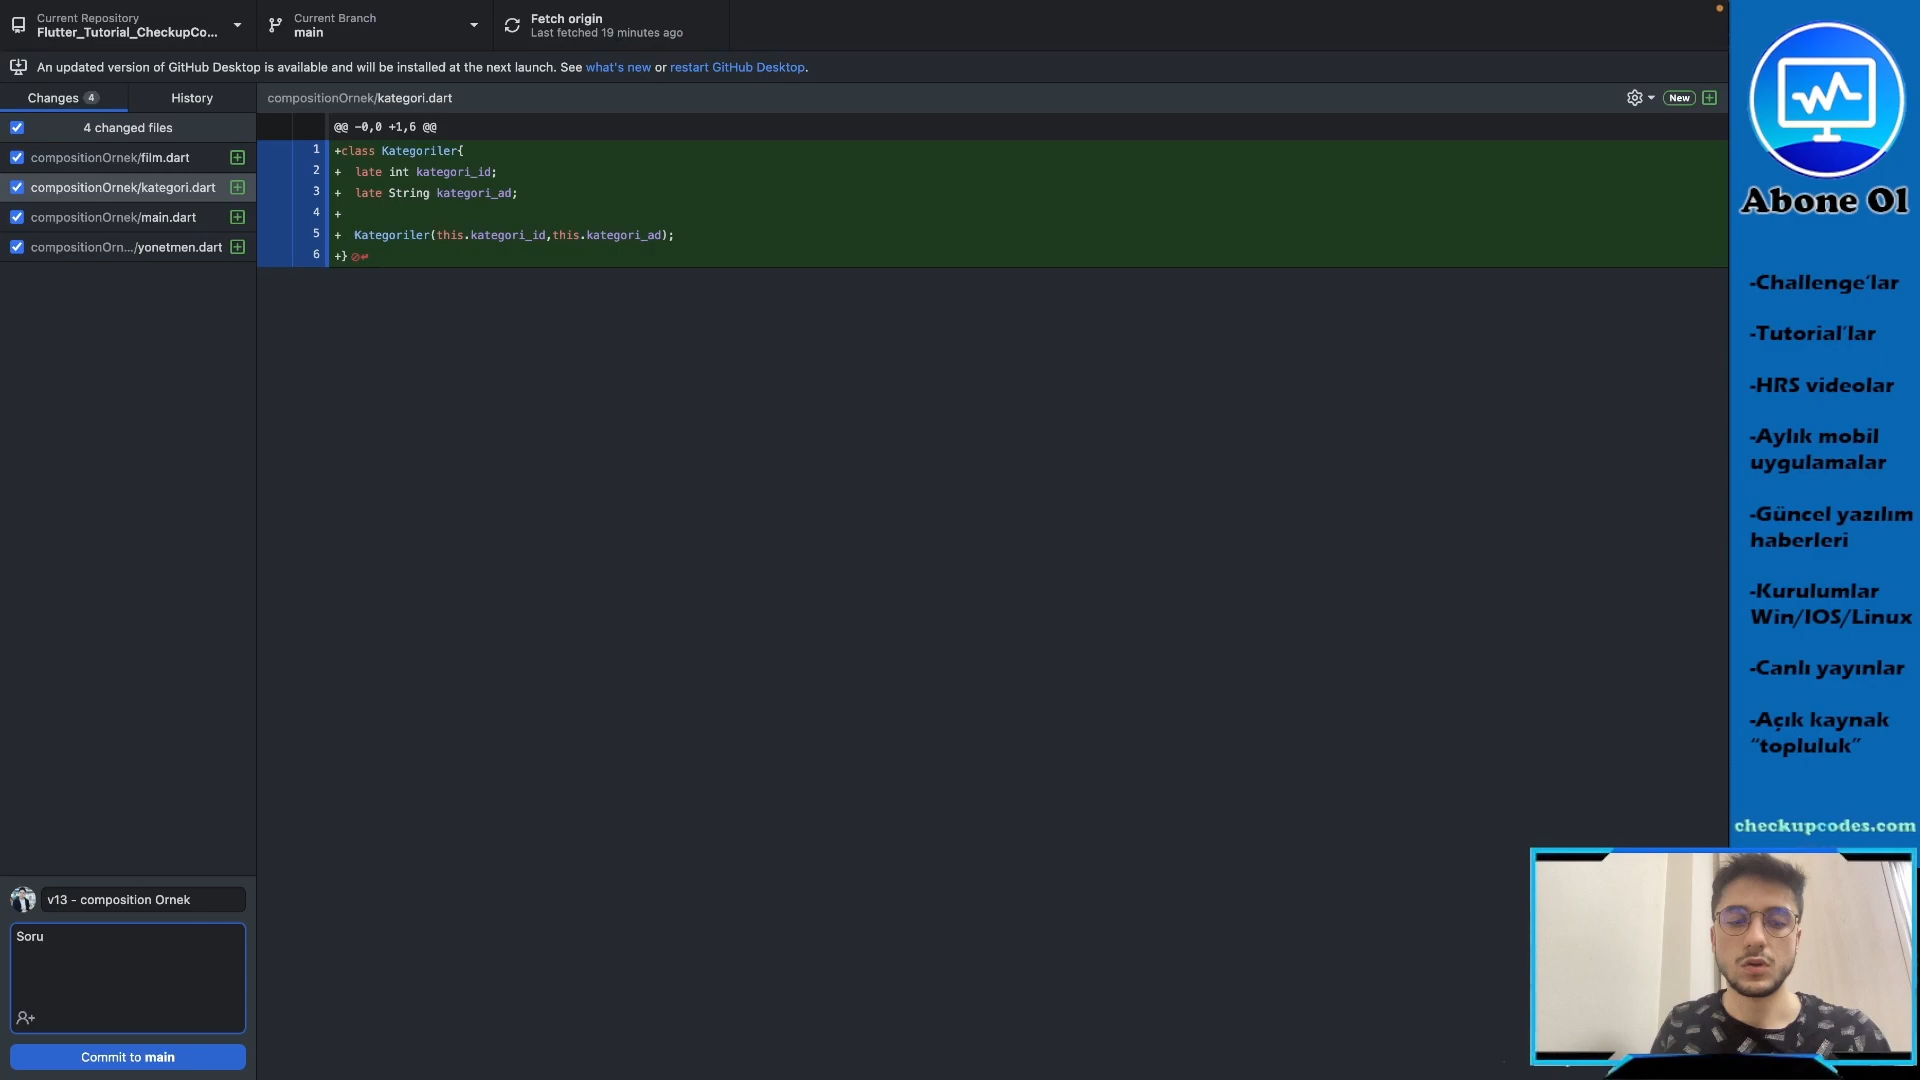 Current Repository
Flutter_Tutorial_CheckupCo...
Current Branch
main
Fetch origin
Last fetched 19 minutes ago
An updated version of GitHub Desktop is available and will be installed at the next launch. See what's new or restart GitHub Desktop.
Changes 4
History
compositionOrnek/kategori.dart
New
4 changed files
compositionOrnek/film.dart
compositionOrnek/kategori.dart
compositionOrnek/main.dart
compositionOrn.../yonetmen.dart
@@ -0,0 +1,6 @@
1 +class Kategoriler{
2 + late int kategori_id;
3 + late String kategori_ad;
4 +
5 + Kategoriler(this.kategori_id,this.kategori_ad);
6 +}
v13 - composition Ornek
Soru
Commit to main
Abone Ol
-Challenge'lar
-Tutorial'lar
-HRS videolar
-Aylık mobil
uygulamalar
-Güncel yazılım
haberleri
-Kurulumlar
Win/IOS/Linux
-Canlı yayınlar
-Açık kaynak
“topluluk”
checkupcodes.com